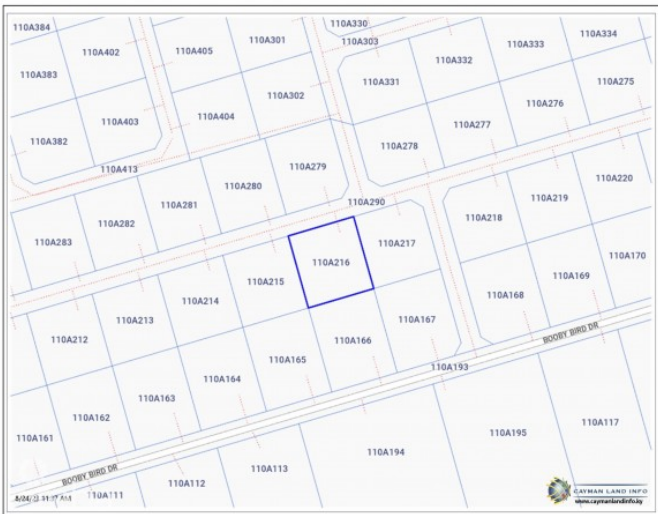 110A384
110A402
110A405
110A301
110A330
110A303
110A333
110A334
110A383
110A332
110A331
110A275
110A302
110A276
110A403
110A404
110A277
110A382
110A278
110A413
110A279
110A280
110A220
110A219
110A281
110A290
110A218
110A282
110A283
110A217
110A216
110A215
110A170
110A169
110A214
110A168
110A213
110A167
110A212
110A166
BOOBY BIRD DR
110A165
110A193
110A164
110A163
110A162
110A117
110A161
110A195
110A194
110A113
BOOBY BIRD DR
110A112
110A111
11:37 AM
CAYMAN LAND INFO
www.caymanlandinfo.ky